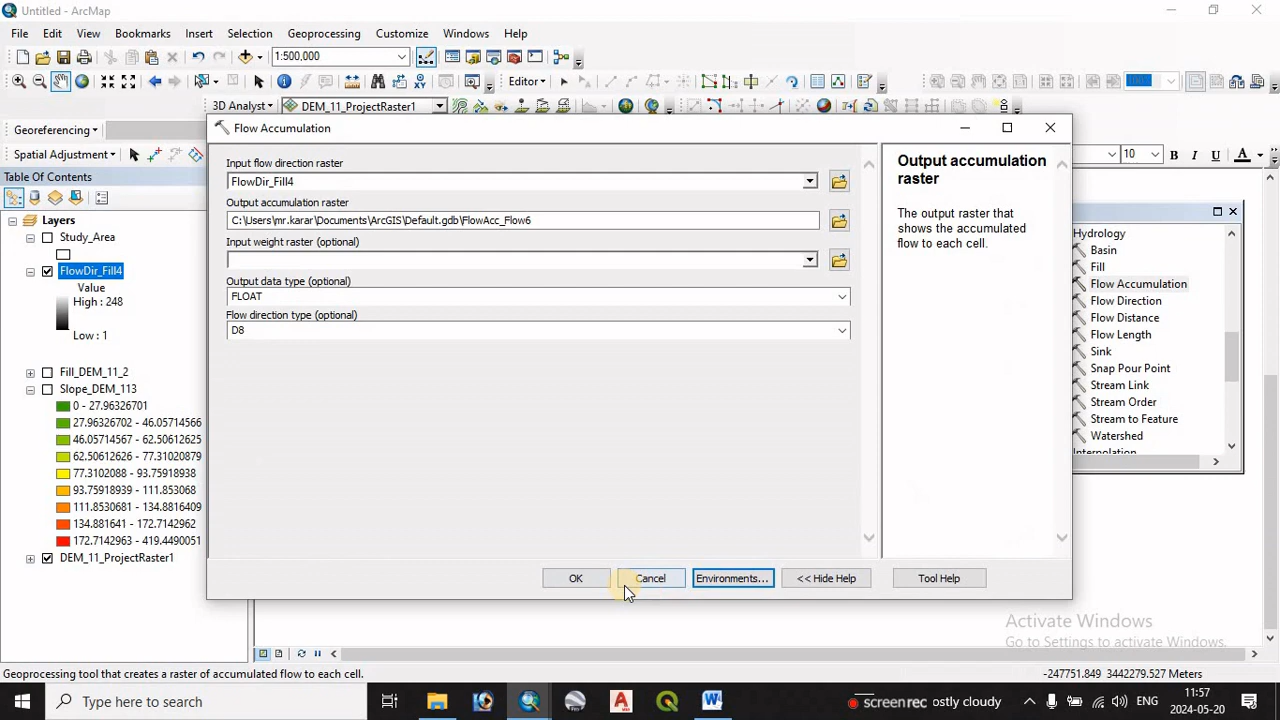 Untitled - ArcMap
File Edit View Bookmarks Insert Selection Geoprocessing Customize Windows Help
1:500,000
Editor
3D Analyst DEM_11_ProjectRaster1
Georeferencing
Spatial Adjustment
10 B I U A
Table Of Contents
Layers
Study_Area
FlowDir_Fill4
Value
High : 248
Low : 1
Fill_DEM_11_2
Slope_DEM_113
0 - 27.96326701
27.96326702 - 46.05714566
46.05714567 - 62.50612625
62.50612626 - 77.31020879
77.3102088 - 93.75918938
93.75918939 - 111.853068
111.8530681 - 134.8816409
134.881641 - 172.7142962
172.7142963 - 419.4490051
DEM_11_ProjectRaster1
Flow Accumulation
Input flow direction raster
FlowDir_Fill4
Output accumulation raster
C:\Users\mr.karar\Documents\ArcGIS\Default.gdb\FlowAcc_Flow6
Input weight raster (optional)
Output data type (optional)
FLOAT
Flow direction type (optional)
D8
OK Cancel Environments... << Hide Help Tool Help
Output accumulation
raster
The output raster that
shows the accumulated
flow to each cell.
Hydrology
Basin
Fill
Flow Accumulation
Flow Direction
Flow Distance
Flow Length
Sink
Snap Pour Point
Stream Link
Stream Order
Stream to Feature
Watershed
Interpolation
Activate Windows
Go to Settings to activate Windows.
Geoprocessing tool that creates a raster of accumulated flow to each cell.
-247751.849 3442279.527 Meters
Type here to search
screenrec ostly cloudy
ENG
11:57
2024-05-20